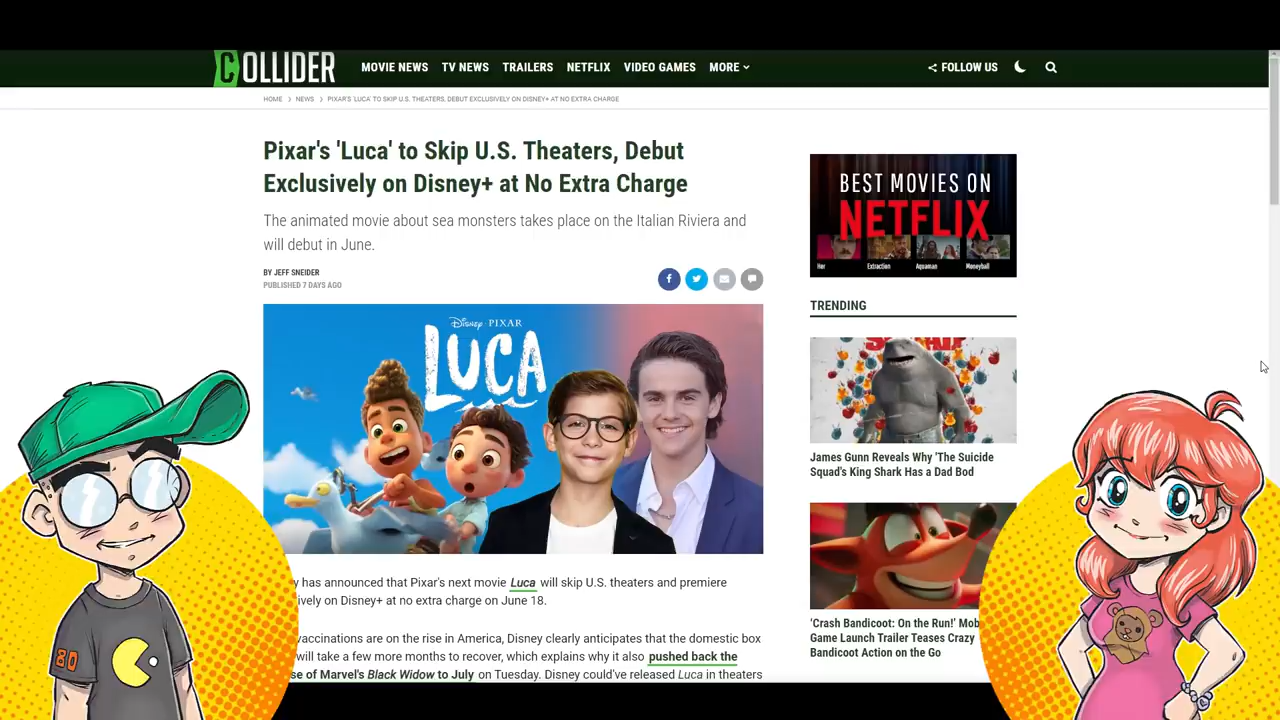 COLLIDER
MOVIE NEWS TV NEWS TRAILERS NETFLIX VIDEO GAMES MORE
FOLLOW US
HOME > NEWS > PIXAR'S 'LUCA' TO SKIP U.S. THEATERS, DEBUT EXCLUSIVELY ON DISNEY+ AT NO EXTRA CHARGE
Pixar's 'Luca' to Skip U.S. Theaters, Debut
Exclusively on Disney+ at No Extra Charge
The animated movie about sea monsters takes place on the Italian Riviera and
will debut in June.
BY JEFF SNEIDER
PUBLISHED 7 DAYS AGO
Disney PIXAR
LUCA
y has announced that Pixar's next movie Luca will skip U.S. theaters and premiere
ively on Disney+ at no extra charge on June 18.
vaccinations are on the rise in America, Disney clearly anticipates that the domestic box
will take a few more months to recover, which explains why it also pushed back the
se of Marvel's Black Widow to July on Tuesday. Disney could've released Luca in theaters
BEST MOVIES ON
NETFLIX
Her Extraction Aquaman Moneyball
TRENDING
James Gunn Reveals Why 'The Suicide
Squad's King Shark Has a Dad Bod
'Crash Bandicoot: On the Run!' Mob
Game Launch Trailer Teases Crazy
Bandicoot Action on the Go
80